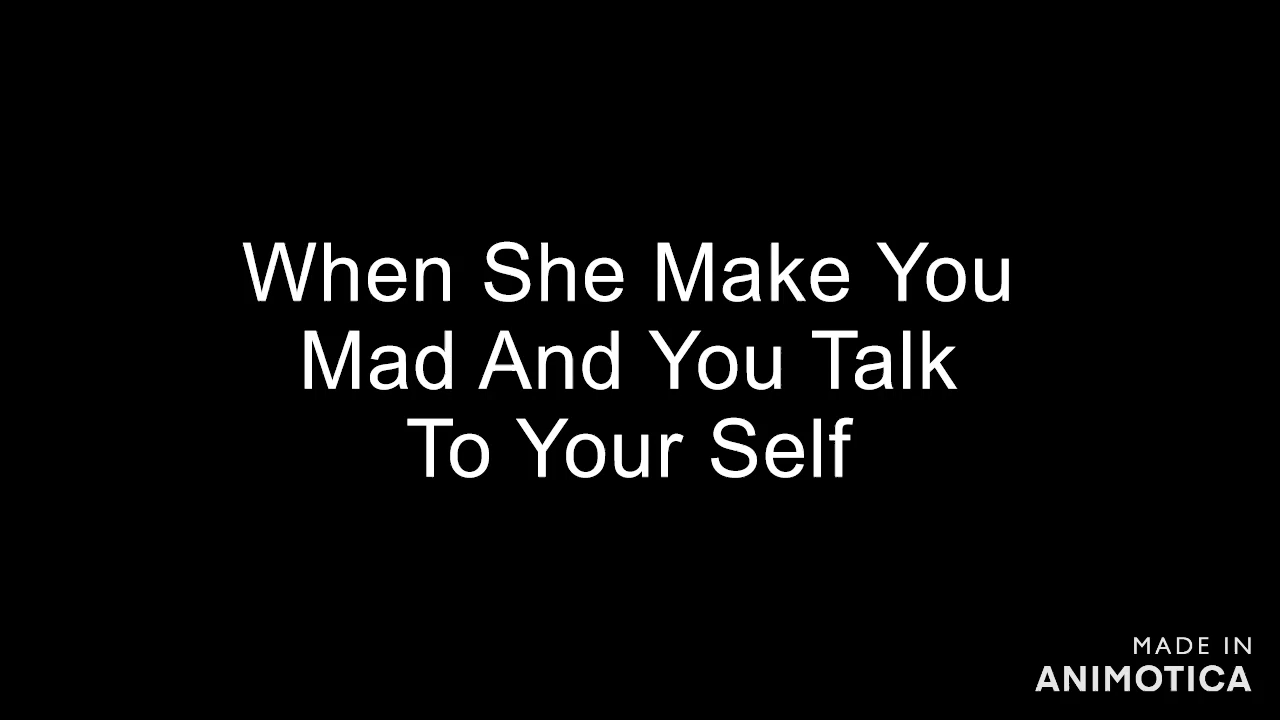 When She Make You
Mad And You Talk
To Your Self
MADE IN
ANIMOTICA